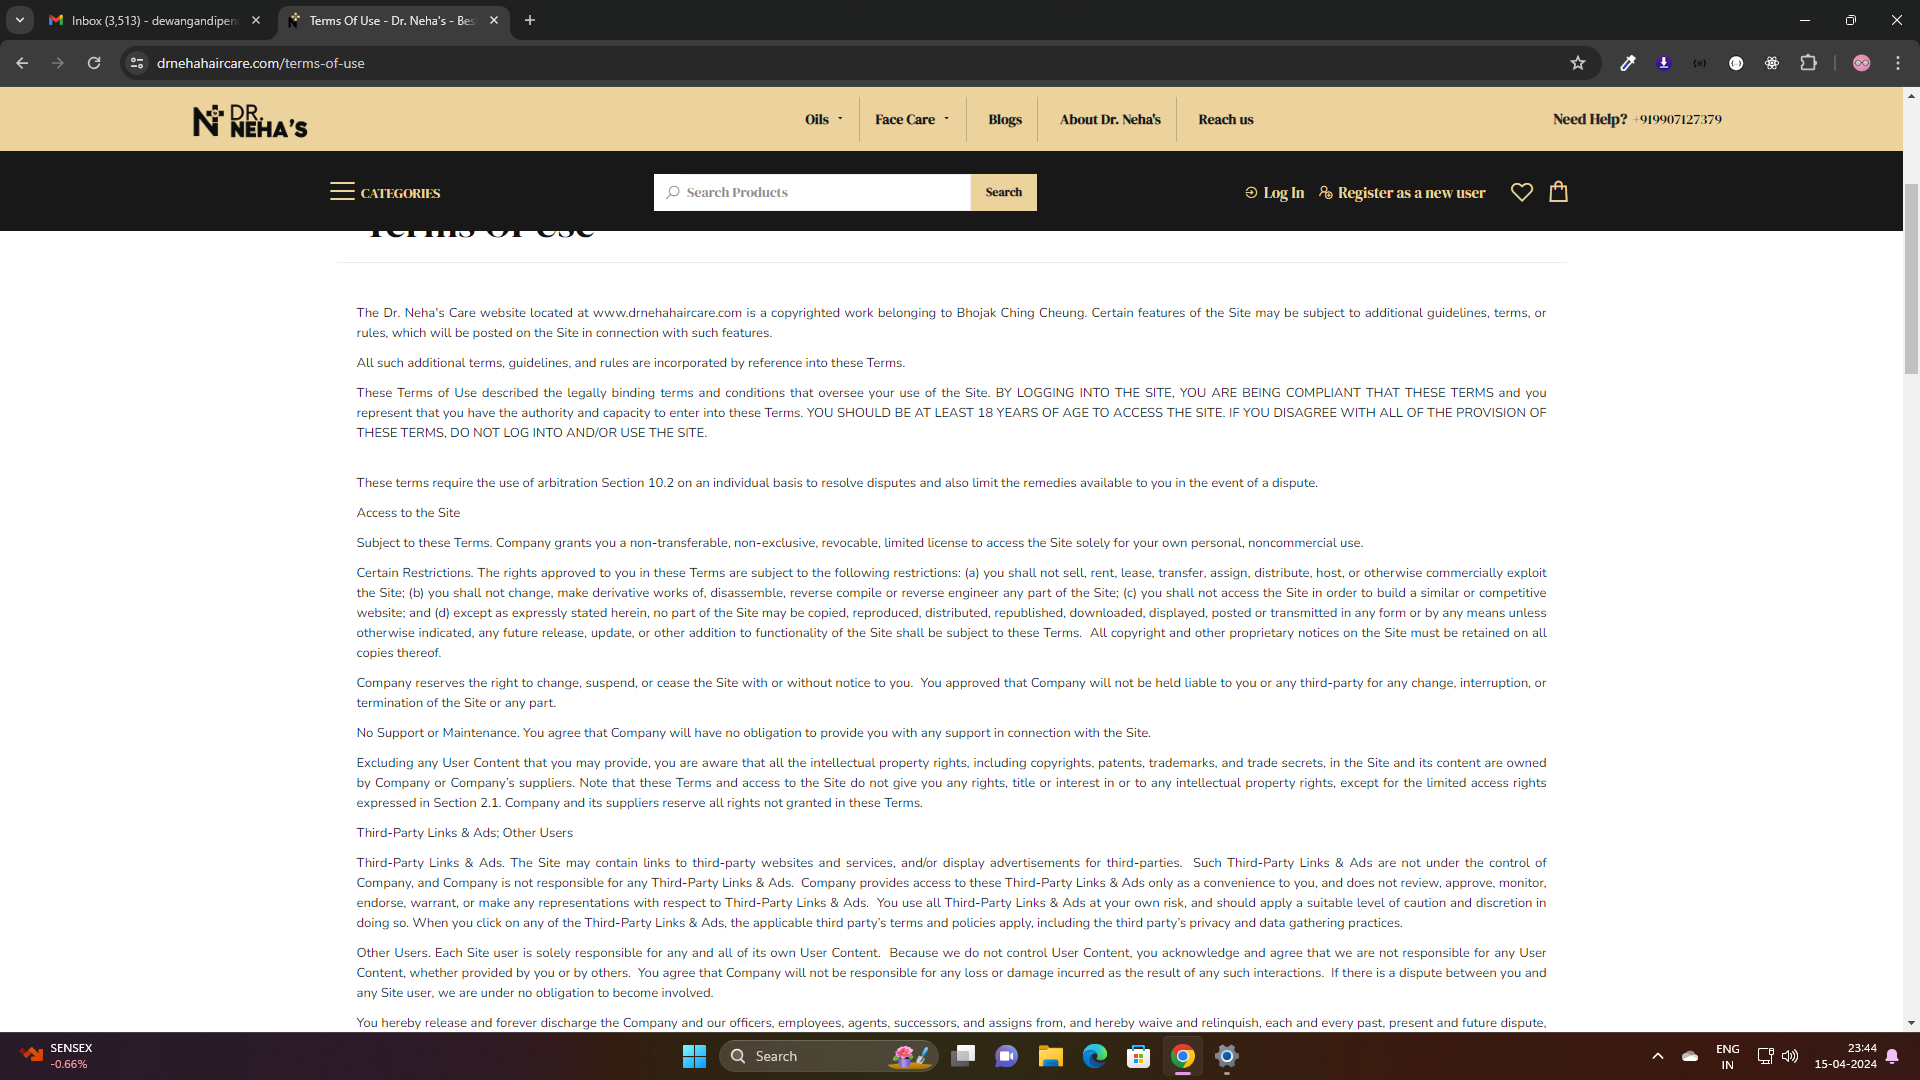 Inbox (3,513) - dewangandipen
Terms Of Use - Dr. Neha's - Bes
drnehahaircare.com/terms-of-use
DR. NEHA'S
Oils
Face Care
Blogs
About Dr. Neha's
Reach us
Need Help? +919907127379
CATEGORIES
Search Products
Search
Log In
Register as a new user
Terms Of Use
The Dr. Neha's Care website located at www.drnehahaircare.com is a copyrighted work belonging to Bhojak Ching Cheung. Certain features of the Site may be subject to additional guidelines, terms, or
rules, which will be posted on the Site in connection with such features.
All such additional terms, guidelines, and rules are incorporated by reference into these Terms.
These Terms of Use described the legally binding terms and conditions that oversee your use of the Site. BY LOGGING INTO THE SITE, YOU ARE BEING COMPLIANT THAT THESE TERMS and you
represent that you have the authority and capacity to enter into these Terms. YOU SHOULD BE AT LEAST 18 YEARS OF AGE TO ACCESS THE SITE. IF YOU DISAGREE WITH ALL OF THE PROVISION OF
THESE TERMS, DO NOT LOG INTO AND/OR USE THE SITE.
These terms require the use of arbitration Section 10.2 on an individual basis to resolve disputes and also limit the remedies available to you in the event of a dispute.
Access to the Site
Subject to these Terms. Company grants you a non-transferable, non-exclusive, revocable, limited license to access the Site solely for your own personal, noncommercial use.
Certain Restrictions. The rights approved to you in these Terms are subject to the following restrictions: (a) you shall not sell, rent, lease, transfer, assign, distribute, host, or otherwise commercially exploit
the Site; (b) you shall not change, make derivative works of, disassemble, reverse compile or reverse engineer any part of the Site; (c) you shall not access the Site in order to build a similar or competitive
website; and (d) except as expressly stated herein, no part of the Site may be copied, reproduced, distributed, republished, downloaded, displayed, posted or transmitted in any form or by any means unless
otherwise indicated, any future release, update, or other addition to functionality of the Site shall be subject to these Terms.  All copyright and other proprietary notices on the Site must be retained on all
copies thereof.
Company reserves the right to change, suspend, or cease the Site with or without notice to you.  You approved that Company will not be held liable to you or any third-party for any change, interruption, or
termination of the Site or any part.
No Support or Maintenance. You agree that Company will have no obligation to provide you with any support in connection with the Site.
Excluding any User Content that you may provide, you are aware that all the intellectual property rights, including copyrights, patents, trademarks, and trade secrets, in the Site and its content are owned
by Company or Company’s suppliers. Note that these Terms and access to the Site do not give you any rights, title or interest in or to any intellectual property rights, except for the limited access rights
expressed in Section 2.1. Company and its suppliers reserve all rights not granted in these Terms.
Third-Party Links & Ads; Other Users
Third-Party Links & Ads. The Site may contain links to third-party websites and services, and/or display advertisements for third-parties.  Such Third-Party Links & Ads are not under the control of
Company, and Company is not responsible for any Third-Party Links & Ads.  Company provides access to these Third-Party Links & Ads only as a convenience to you, and does not review, approve, monitor,
endorse, warrant, or make any representations with respect to Third-Party Links & Ads.  You use all Third-Party Links & Ads at your own risk, and should apply a suitable level of caution and discretion in
doing so. When you click on any of the Third-Party Links & Ads, the applicable third party’s terms and policies apply, including the third party’s privacy and data gathering practices.
Other Users. Each Site user is solely responsible for any and all of its own User Content.  Because we do not control User Content, you acknowledge and agree that we are not responsible for any User
Content, whether provided by you or by others.  You agree that Company will not be responsible for any loss or damage incurred as the result of any such interactions.  If there is a dispute between you and
any Site user, we are under no obligation to become involved.
You hereby release and forever discharge the Company and our officers, employees, agents, successors, and assigns from, and hereby waive and relinquish, each and every past, present and future dispute,
SENSEX
-0.66%
Search
ENG
IN
23:44
15-04-2024